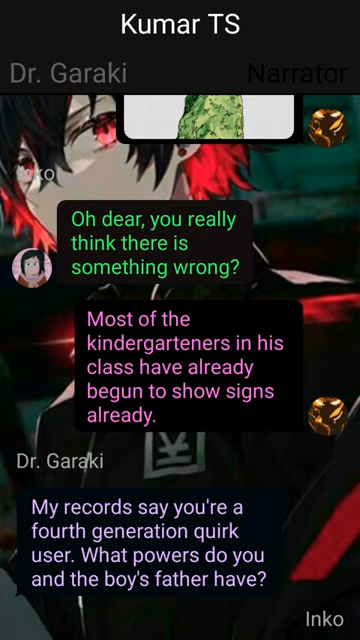 Kumar TS
Dr. Garaki
Narrator
Inko
Oh dear, you really
think there is
something wrong?
Most of the
kindergarteners in his
class have already
begun to show signs
already.
Dr. Garaki
My records say you're a
fourth generation quirk
user. What powers do you
and the boy's father have?
Inko